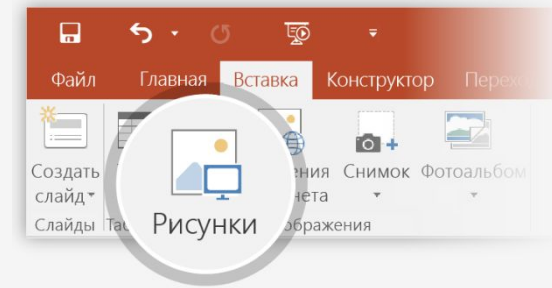 Файл Главная Вставка Конструктор
Создать Снимок Фотоальбом
слайд
Рисунки
Слайды